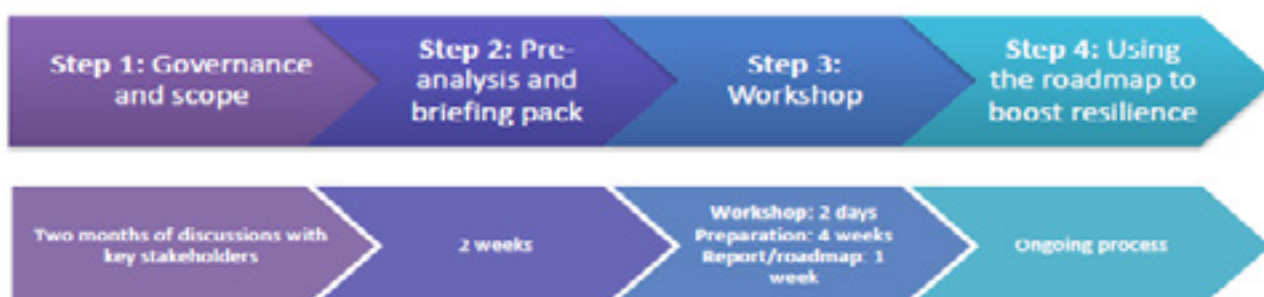 Step 1: Governance
and scope
Step 2: Pre-
analysis and
briefing pack
Step 3:
Workshop
Step 4: Using
the roadmap to
boost resilience
Two months of discussions with
key stakeholders
2 weeks
Workshop: 2 days
Preparation: 4 weeks
Report/roadmap: 1
week
Ongoing process